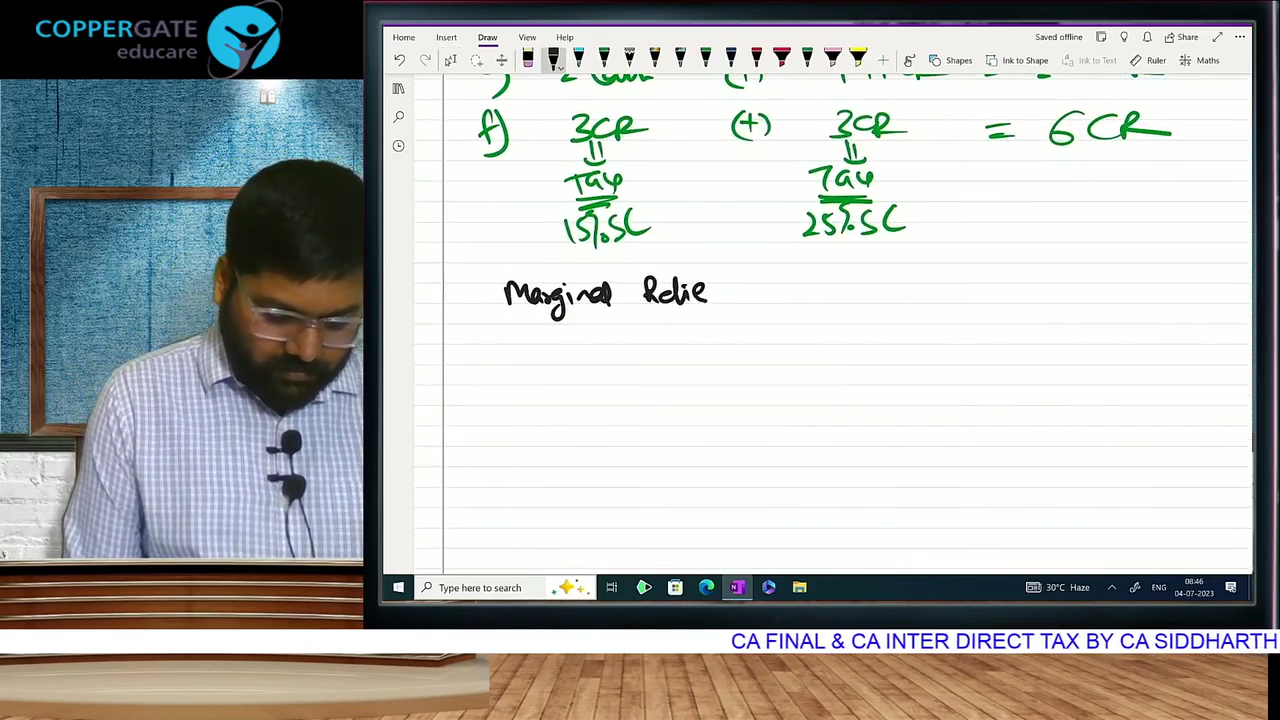 COPPERGATE
educare
Home Insert Draw View Help
Saved offline
Share
Shapes
Ink to Shape
Ink to Text
Ruler
Maths
f) 3CR (+) 3CR = 6CR
Tax Tax
15%SC 25%SC
Marginal Relie
Type here to search
30°C Haze
ENG
08:46
04-07-2023
CA FINAL & CA INTER DIRECT TAX BY CA SIDDHARTH